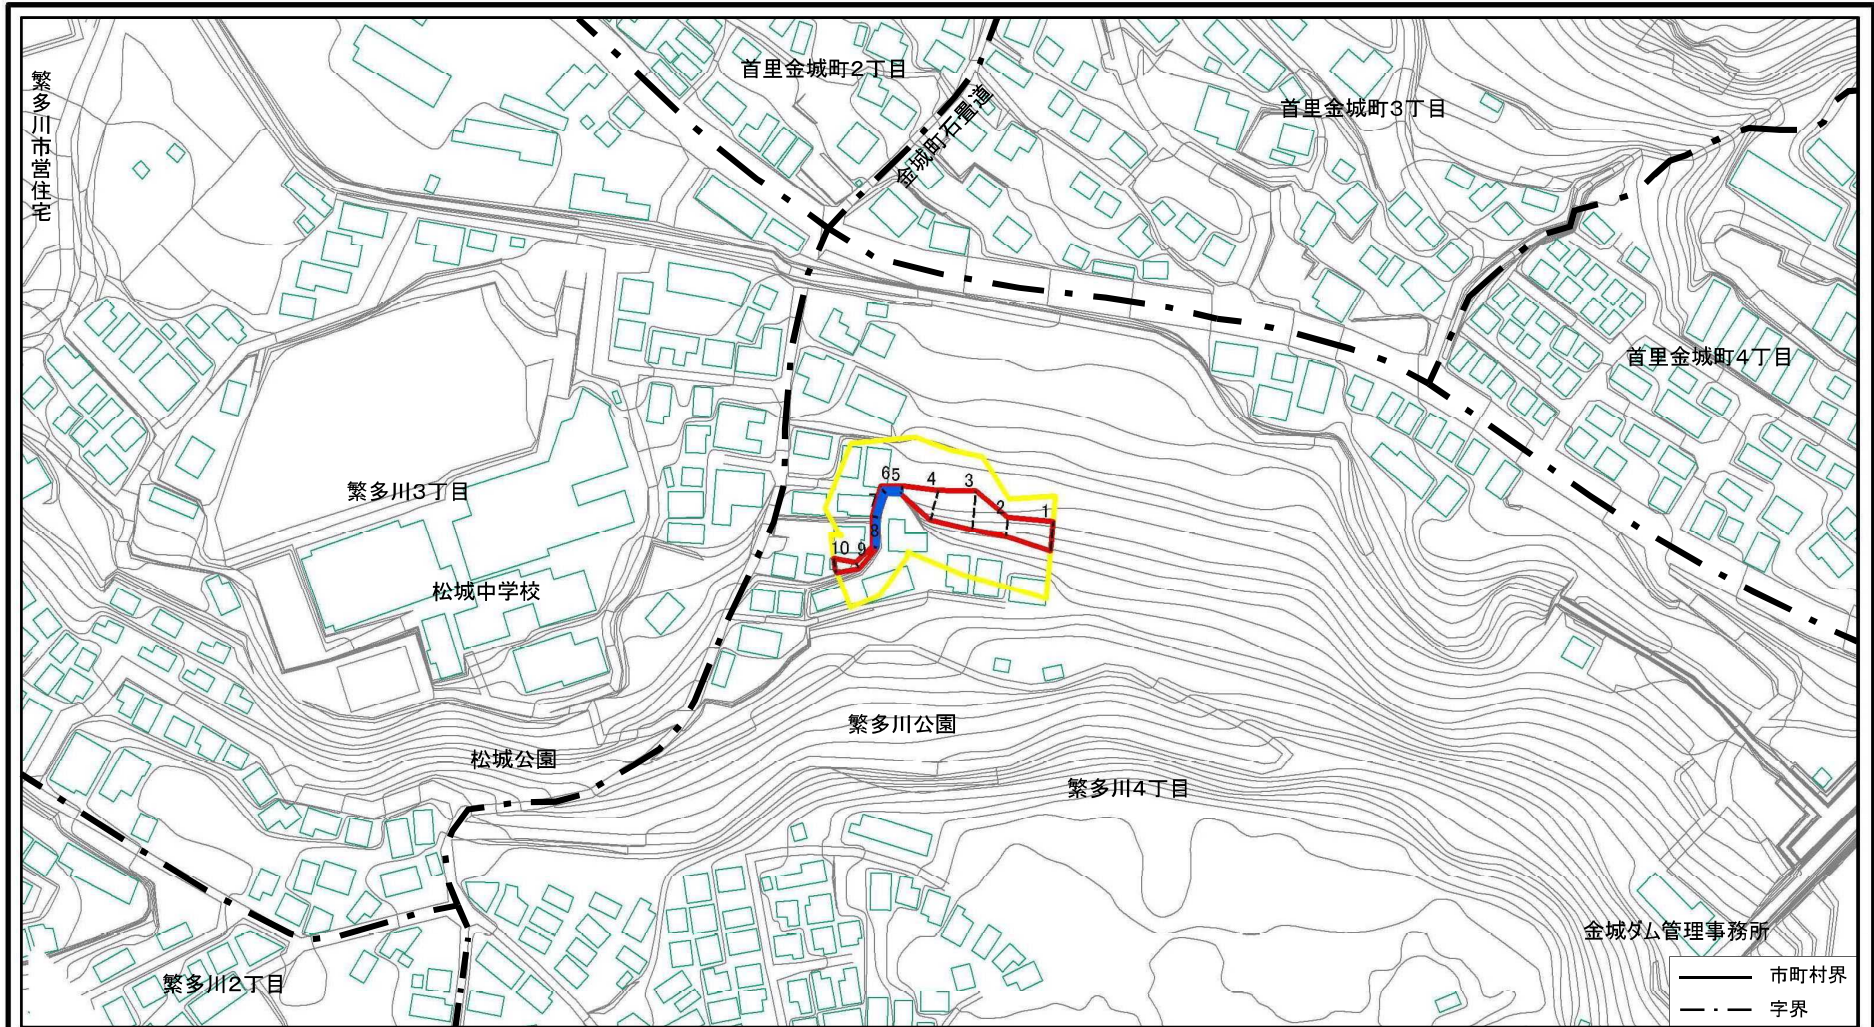 繁多川市営住宅
首里金城町2丁目
金城町石畳道
首里金城町3丁目
首里金城町4丁目
繁多川3丁目
65
4
3
2
1
7
8
10
9
松城中学校
繁多川公園
松城公園
繁多川4丁目
金城ダム管理事務所
繁多川2丁目
市町村界
字界